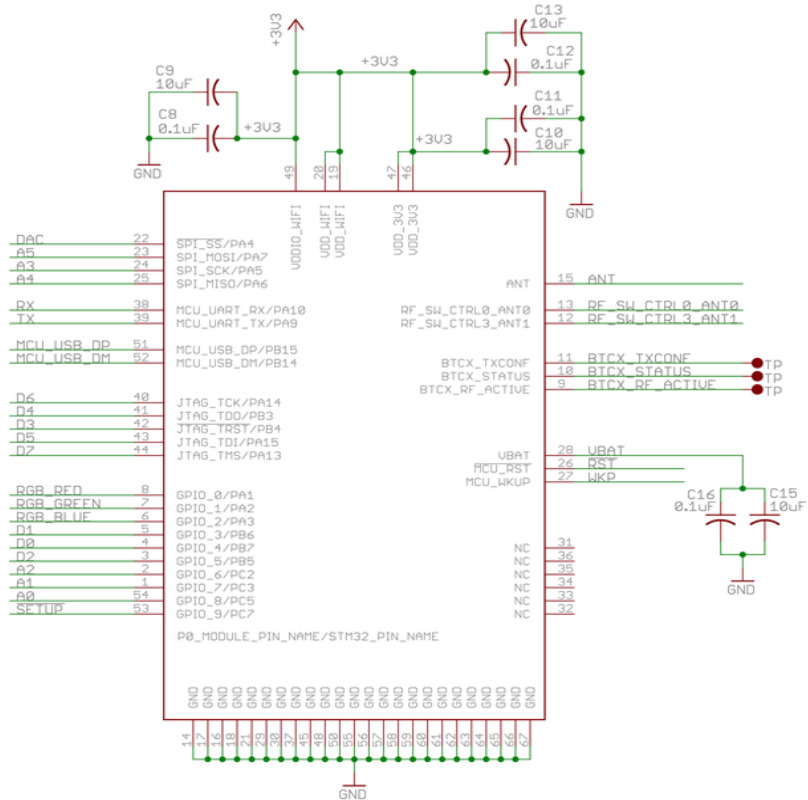 C13
10uF
+3V3
C12
0.1uF
+3V3
C9
10uF
C11
0.1uF
C8
0.1uF
+3V3
+3V3
C10
10uF
GND
49
20
19
47
46
GND
VDDIO_WIFI
VDD_WIFI
VDD_WIFI
VDD_3V3
VDD_3V3
DAC 22 SPI_SS/PA4
A5 23 SPI_MOSI/PA7
A3 24 SPI_SCK/PA5
A4 25 SPI_MISO/PA6
ANT 15 ANT
RX 38 MCU_UART_RX/PA10
RF_SW_CTRL0_ANT0 13 RF_SW_CTRL0_ANT0
TX 39 MCU_UART_TX/PA9
RF_SW_CTRL3_ANT1 12 RF_SW_CTRL3_ANT1
MCU_USB_DP 51 MCU_USB_DP/PB15
MCU_USB_DM 52 MCU_USB_DM/PB14
BTCX_TXCONF 11 BTCX_TXCONF TP
BTCX_STATUS 10 BTCX_STATUS TP
BTCX_RF_ACTIVE 9 BTCX_RF_ACTIVE TP
D6 40 JTAG_TCK/PA14
D4 41 JTAG_TDO/PB3
D3 42 JTAG_TRST/PB4
D5 43 JTAG_TDI/PA15
D7 44 JTAG_TMS/PA13
VBAT 28 VBAT
MCU_RST 26 RST
MCU_WKUP 27 WKP
RGB_RED 8 GPIO_0/PA1
RGB_GREEN 7 GPIO_1/PA2
RGB_BLUE 6 GPIO_2/PA3
D1 5 GPIO_3/PB6
D0 4 GPIO_4/PB7
D2 3 GPIO_5/PB5
A2 2 GPIO_6/PC2
A1 1 GPIO_7/PC3
A0 54 GPIO_8/PC5
SETUP 53 GPIO_9/PC7
C16
0.1uF
C15
10uF
NC 31
NC 36
NC 35
NC 34
NC 33
NC 32
GND
P0_MODULE_PIN_NAME/STM32_PIN_NAME
GND GND GND GND GND GND GND GND GND GND GND GND GND GND GND GND GND GND GND GND GND GND GND GND
14 17 16 18 21 29 30 37 45 48 50 55 56 57 58 59 60 61 62 63 64 65 66 67
GND